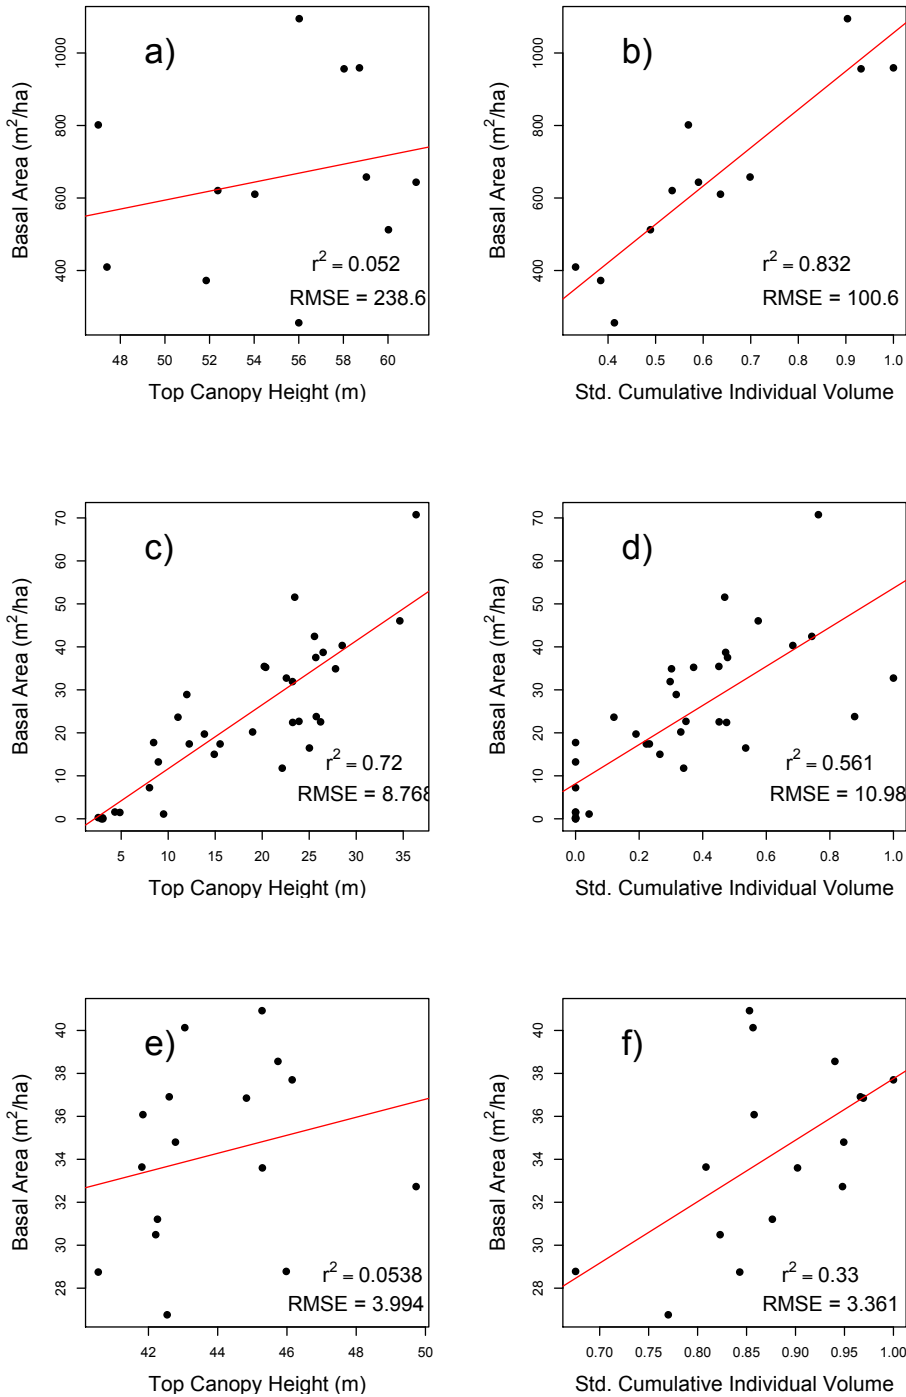 a)
Basal Area (m²/ha)
400 600 800 1000
r² = 0.052
RMSE = 238.6
48 50 52 54 56 58 60
Top Canopy Height (m)
b)
Basal Area (m²/ha)
400 600 800 1000
r² = 0.832
RMSE = 100.6
0.4 0.5 0.6 0.7 0.8 0.9 1.0
Std. Cumulative Individual Volume
c)
Basal Area (m²/ha)
0 10 20 30 40 50 60 70
r² = 0.72
RMSE = 8.768
5 10 15 20 25 30 35
Top Canopy Height (m)
d)
Basal Area (m²/ha)
0 10 20 30 40 50 60 70
r² = 0.561
RMSE = 10.98
0.0 0.2 0.4 0.6 0.8 1.0
Std. Cumulative Individual Volume
e)
Basal Area (m²/ha)
28 30 32 34 36 38 40
r² = 0.0538
RMSE = 3.994
42 44 46 48 50
Top Canopy Height (m)
f)
Basal Area (m²/ha)
28 30 32 34 36 38 40
r² = 0.33
RMSE = 3.361
0.70 0.75 0.80 0.85 0.90 0.95 1.00
Std. Cumulative Individual Volume